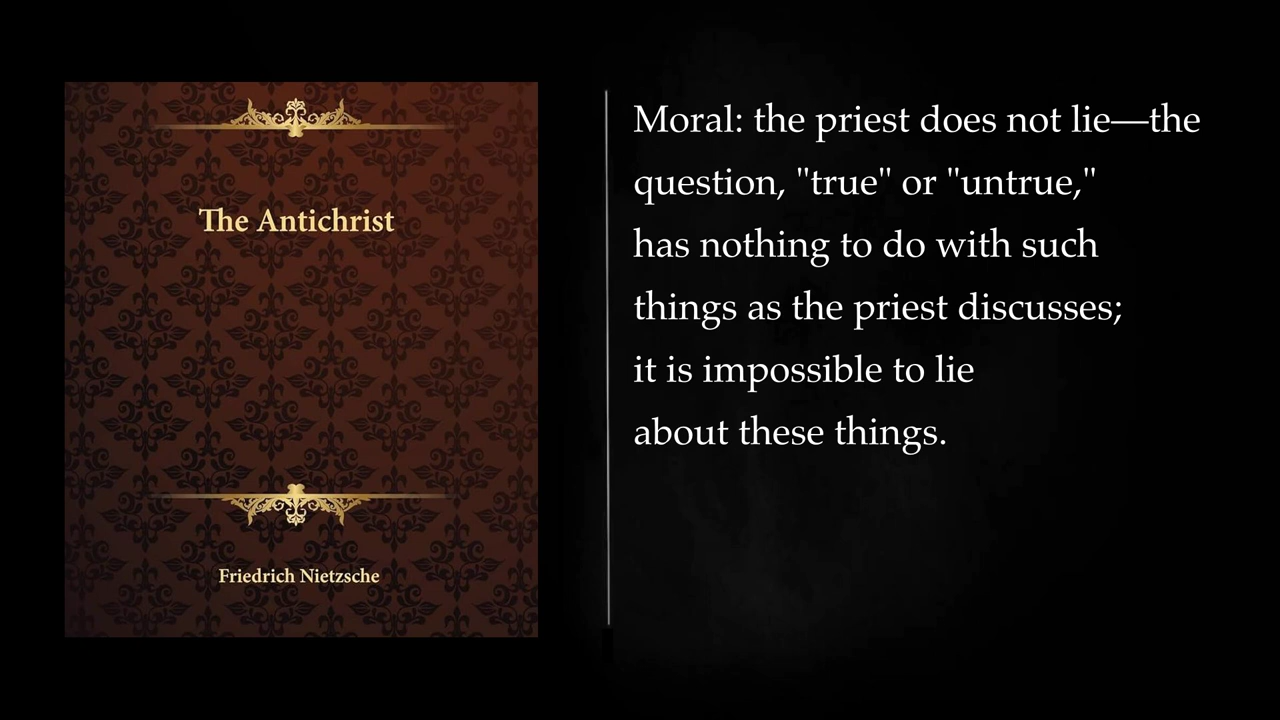 The Antichrist
Friedrich Nietzsche
Moral: the priest does not lie—the
question, "true" or "untrue,"
has nothing to do with such
things as the priest discusses;
it is impossible to lie
about these things.